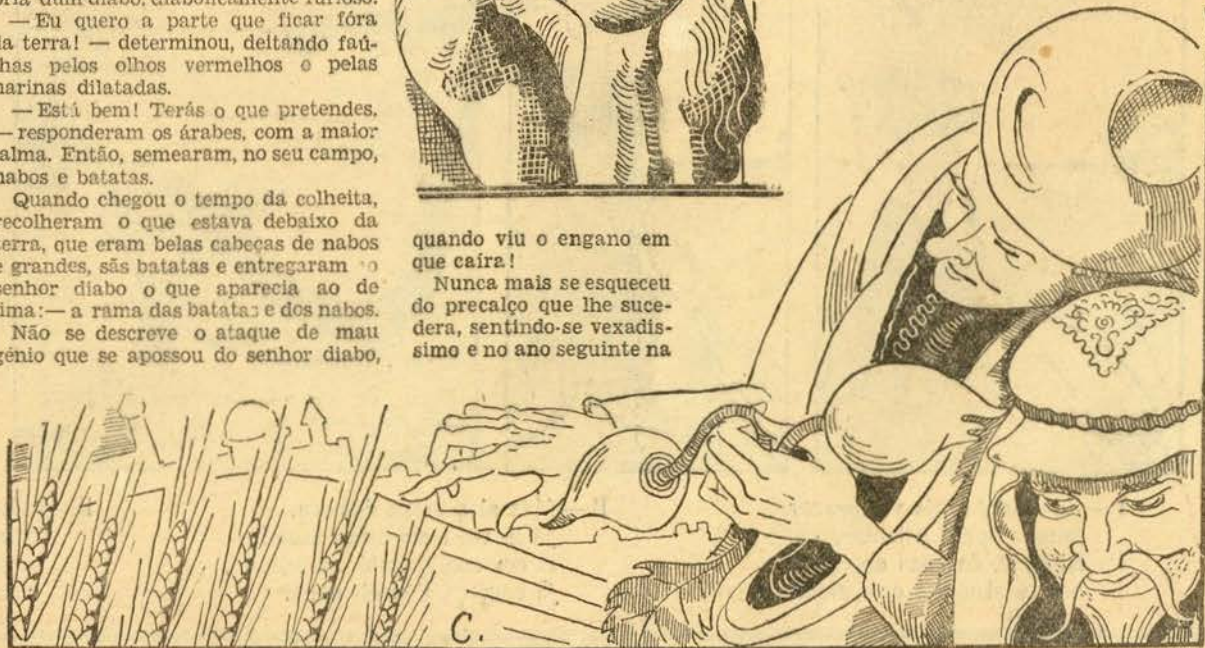 dum diabo, diabòlicamente furioso.
— Eu quero a parte que ficar fóra
da terra! — determinou, deitando faú-
lhas pelos olhos vermelhos e pelas
narinas dilatadas.
— Está bem! Terás o que pretendes,
— responderam os árabes, com a maior
calma. Então, semearam, no seu campo,
nabos e batatas.
Quando chegou o tempo da colheita,
recolheram o que estava debaixo da
terra, que eram belas cabeças de nabos
e grandes, sãs batatas e entregaram ao
senhor diabo o que aparecia ao de
cima:— a rama das batatas e dos nabos.
Não se descreve o ataque de mau
génio que se apossou do senhor diabo,
quando viu o engano em
que caíra!
Nunca mais se esqueceu
do precalço que lhe suce-
dera, sentindo-se vexadis-
simo e no ano seguinte na
C.